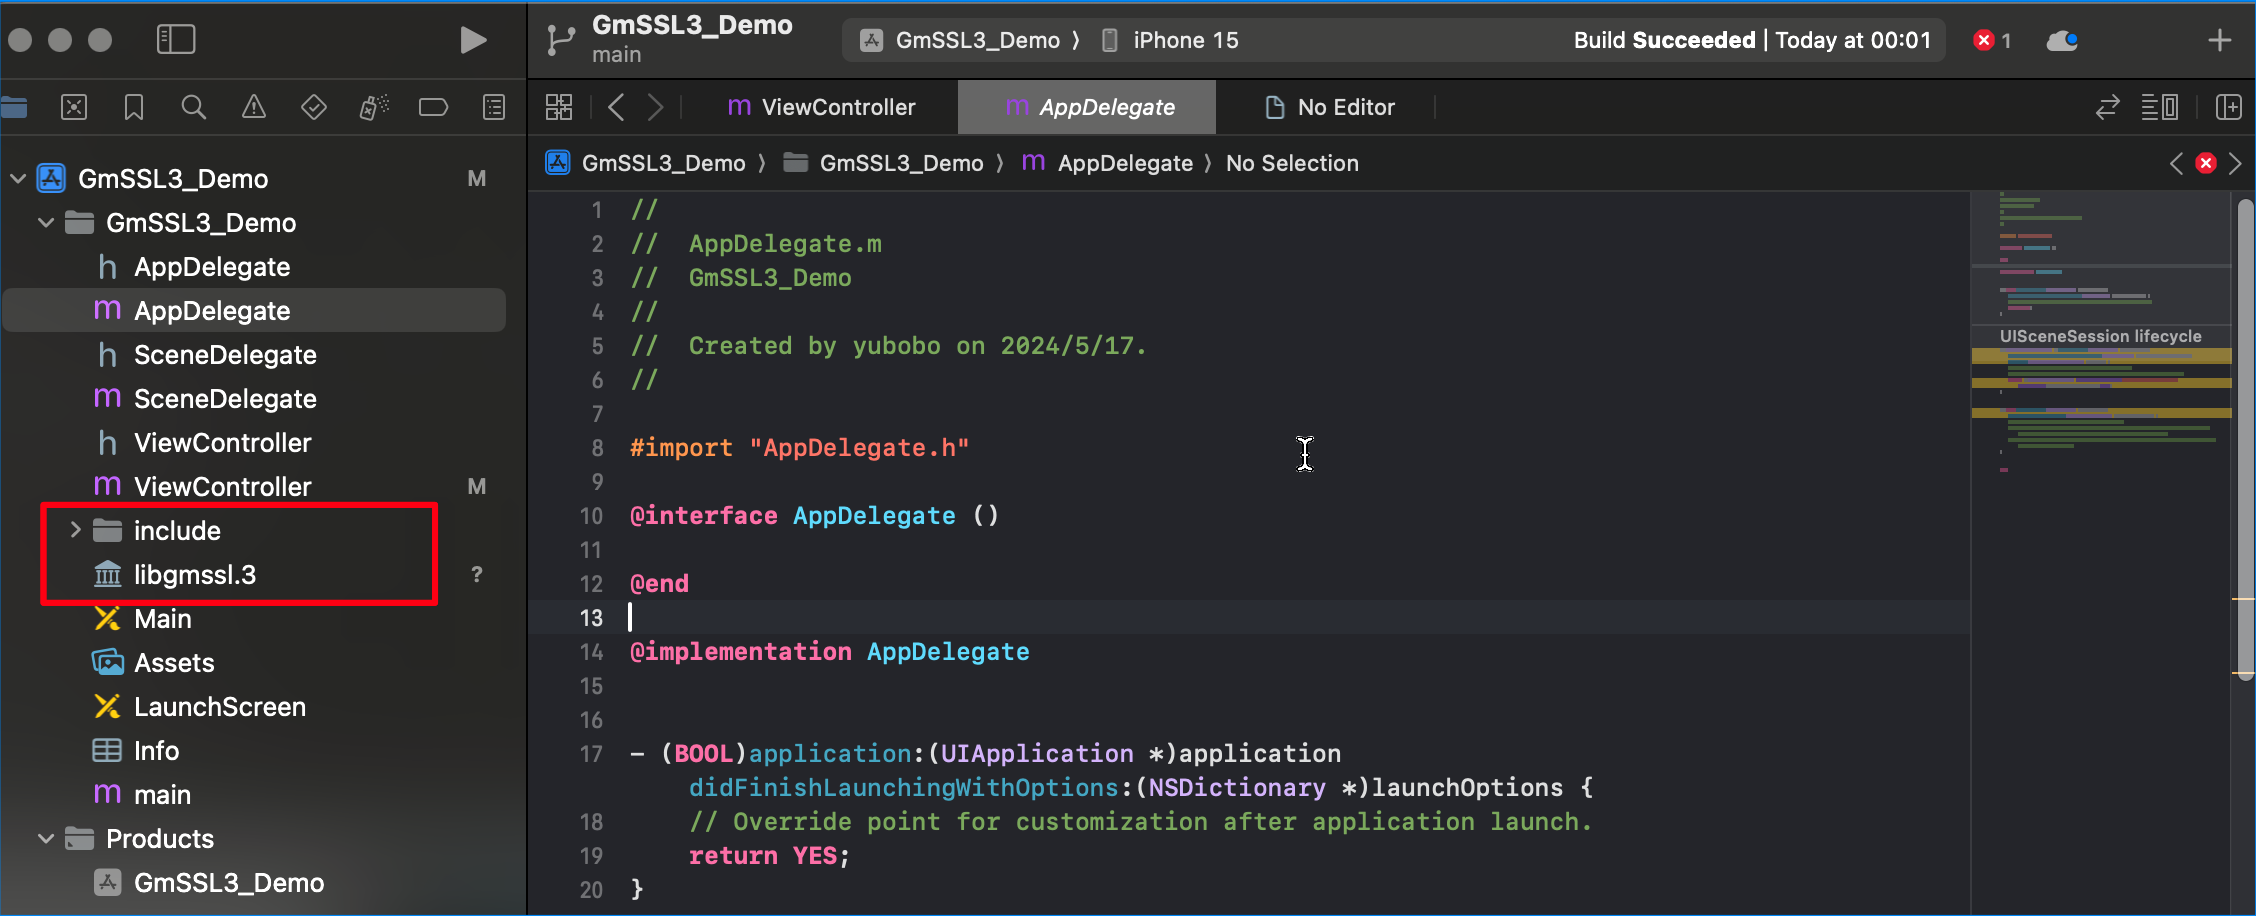 GmSSL3_Demo
main
GmSSL3_Demo 〉 iPhone 15
Build Succeeded | Today at 00:01
1
m ViewController
m AppDelegate
No Editor
GmSSL3_Demo 〉 GmSSL3_Demo 〉 m AppDelegate 〉 No Selection
GmSSL3_Demo M
GmSSL3_Demo
h AppDelegate
m AppDelegate
h SceneDelegate
m SceneDelegate
h ViewController
m ViewController M
include
libgmssl.3 ?
Main
Assets
LaunchScreen
Info
m main
Products
GmSSL3_Demo
1 //
2 //  AppDelegate.m
3 //  GmSSL3_Demo
4 //
5 //  Created by yubobo on 2024/5/17.
6 //
7
8 #import "AppDelegate.h"
9
10 @interface AppDelegate ()
11
12 @end
13
14 @implementation AppDelegate
15
16
17 - (BOOL)application:(UIApplication *)application
didFinishLaunchingWithOptions:(NSDictionary *)launchOptions {
18 // Override point for customization after application launch.
19 return YES;
20 }
UISceneSession lifecycle